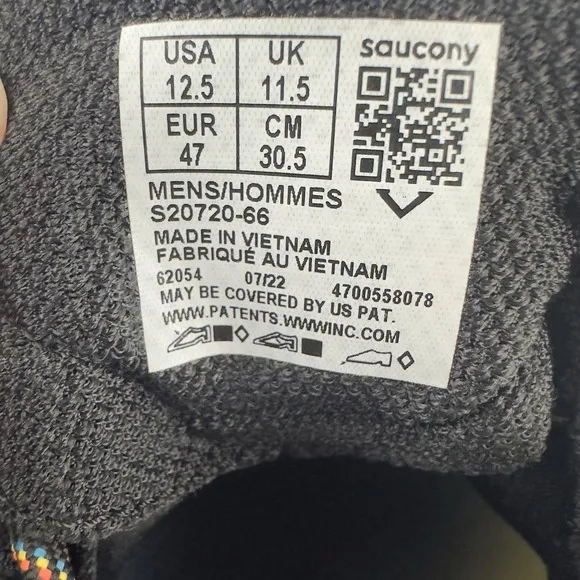 saucony
USA UK
12.5 11.5
EUR CM
47 30.5
MENS/HOMMES
S20720-66
MADE IN VIETNAM
FABRIQUÉ AU VIETNAM
62054 07/22 4700558078
MAY BE COVERED BY US PAT.
WWW.PATENTS.WWWINC.COM